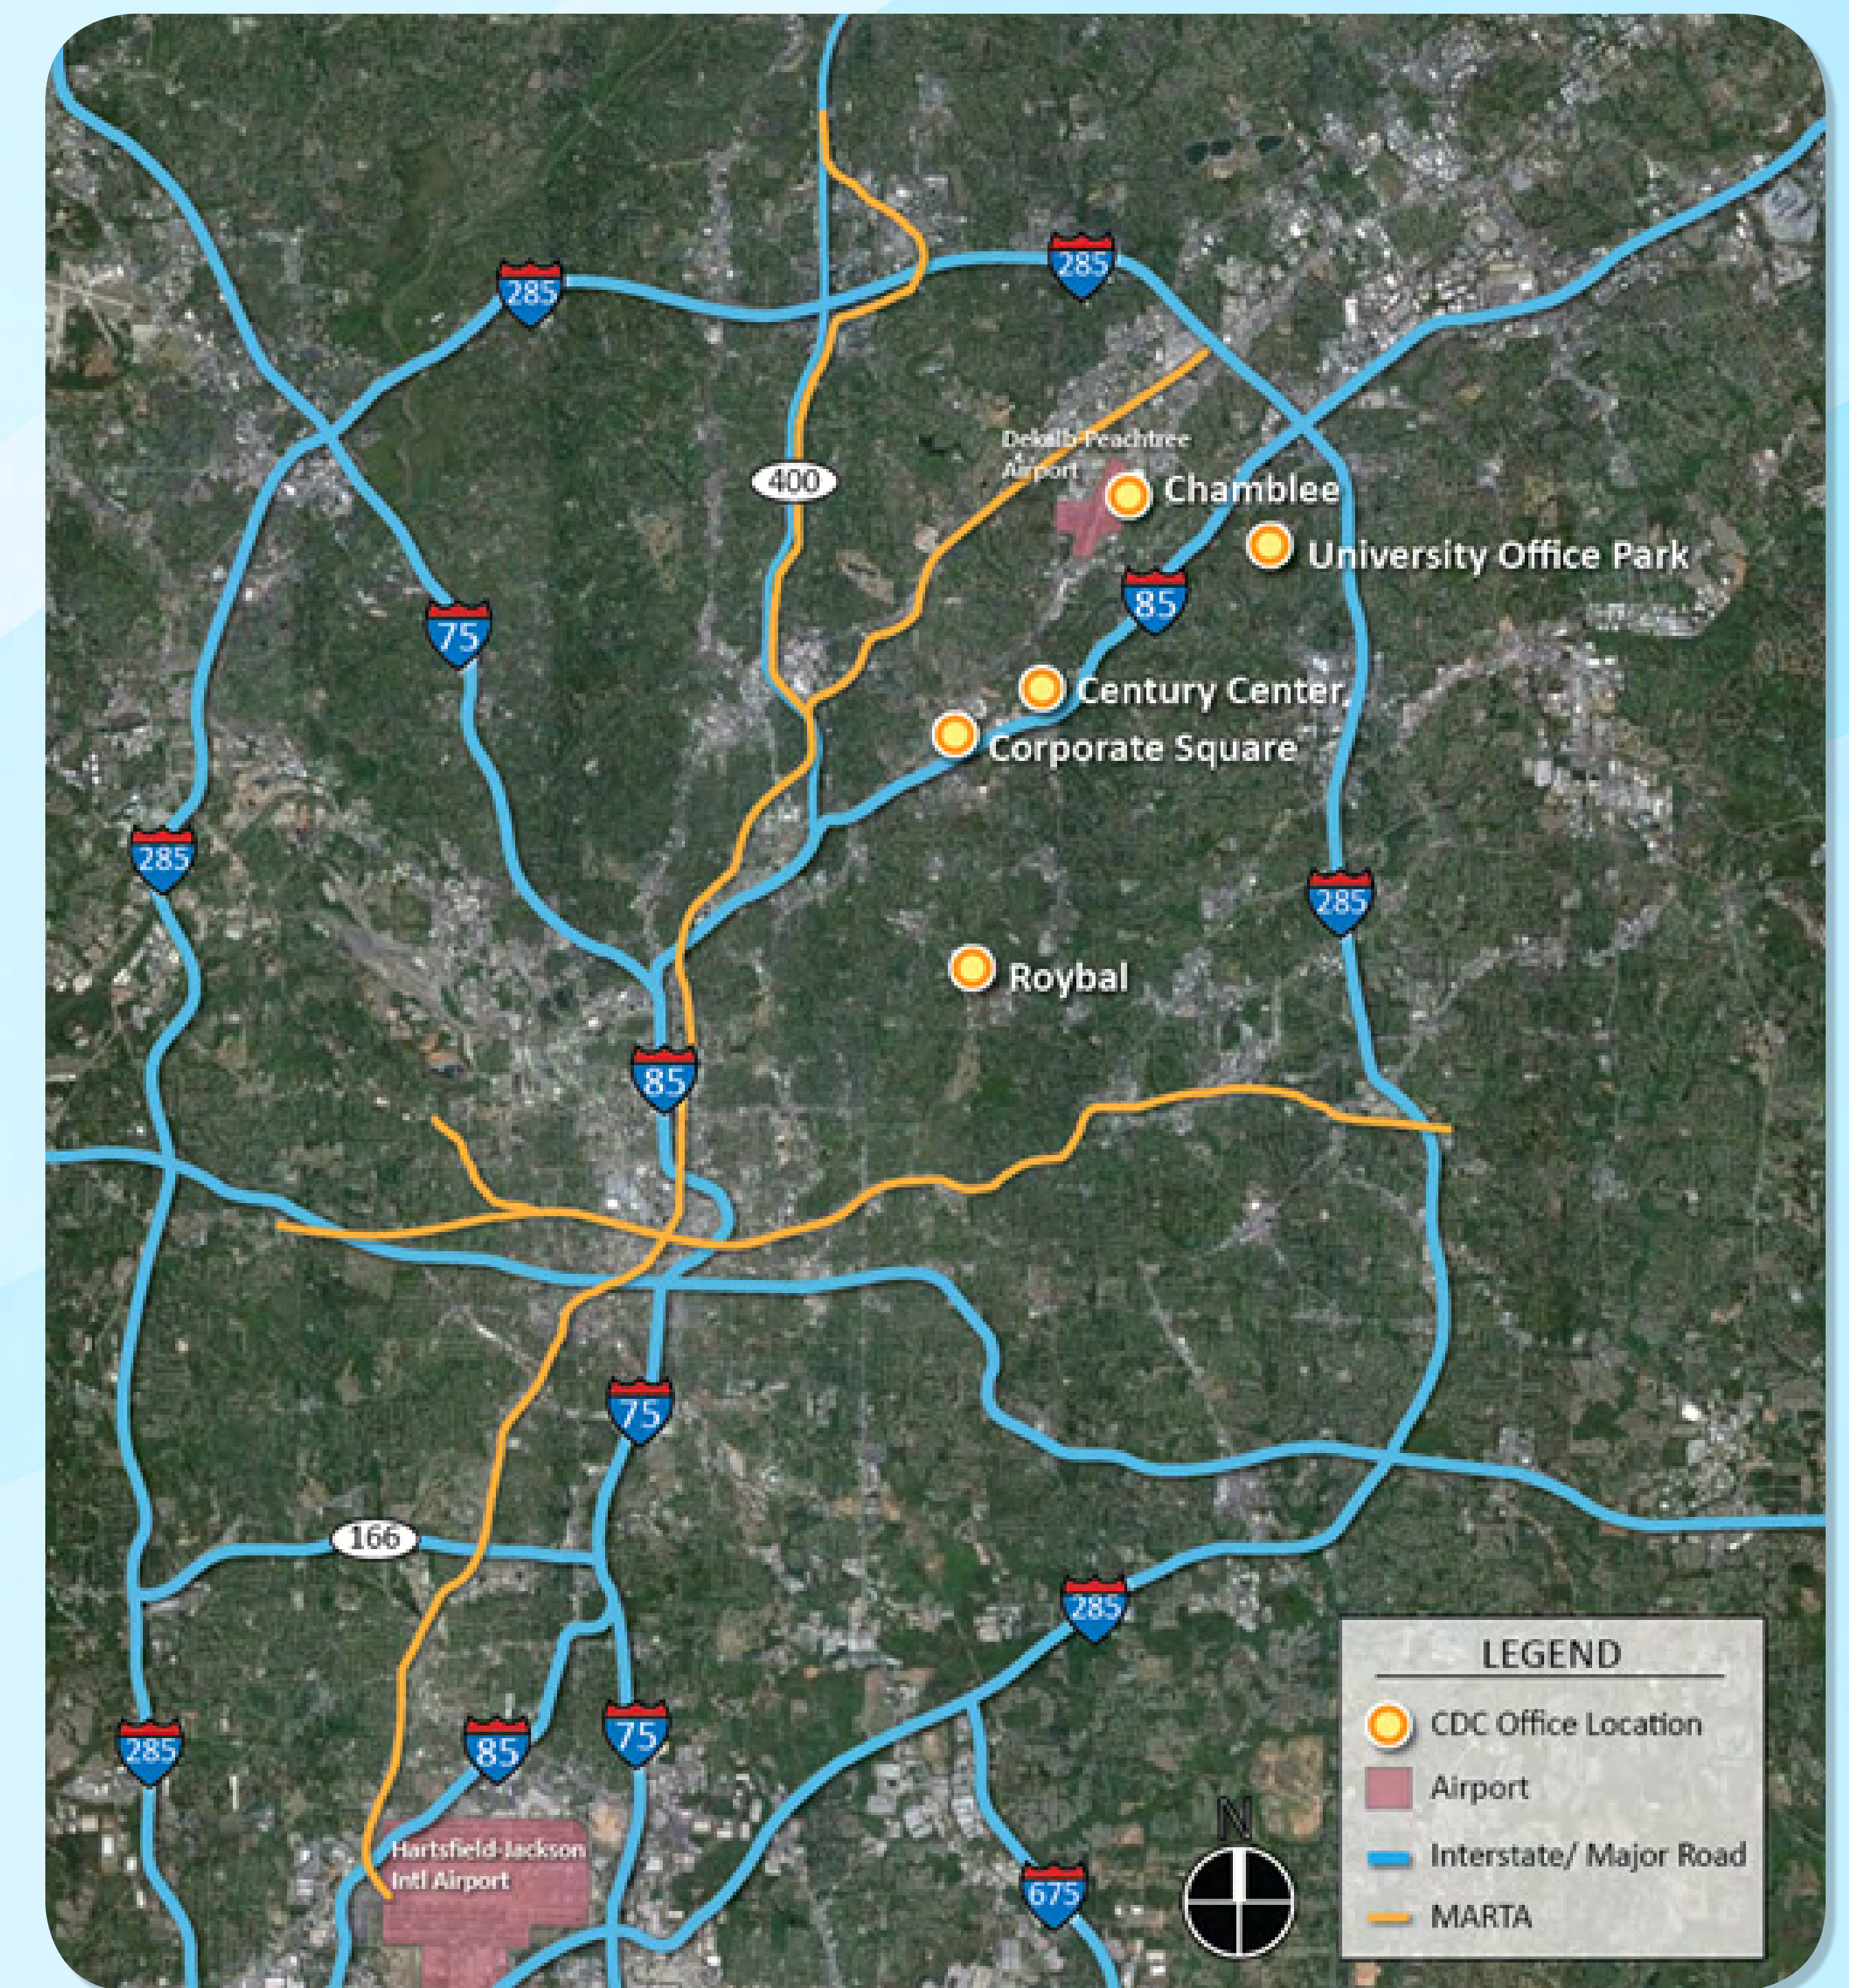 285
285
Dekalb-Peachtree
Airport
400
Chamblee
University Office Park
85
75
Century Center
Corporate Square
285
285
Roybal
85
75
166
285
LEGEND
CDC Office Location
Airport
Interstate/ Major Road
MARTA
285
85
75
N
Hartsfield-Jackson
Intl Airport
675